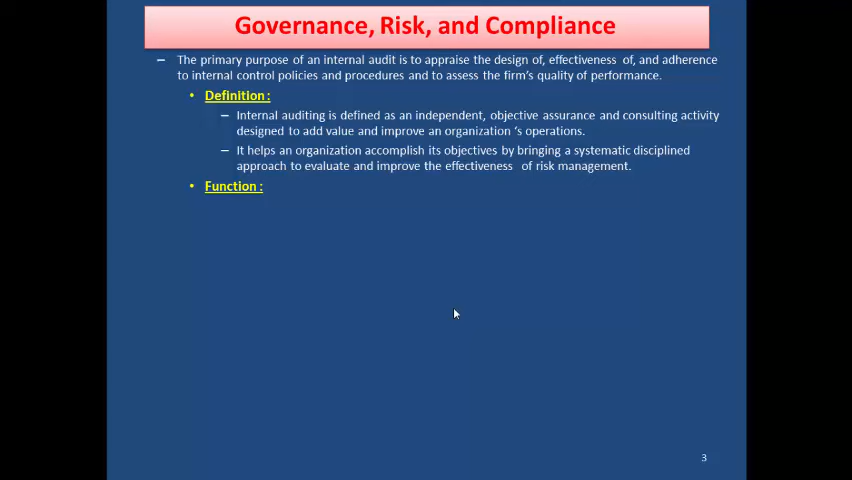 Governance, Risk, and Compliance
– The primary purpose of an internal audit is to appraise the design of, effectiveness of, and adherence
to internal control policies and procedures and to assess the firm's quality of performance.
• Definition :
– Internal auditing is defined as an independent, objective assurance and consulting activity
designed to add value and improve an organization 's operations.
– It helps an organization accomplish its objectives by bringing a systematic disciplined
approach to evaluate and improve the effectiveness of risk management.
• Function :
3